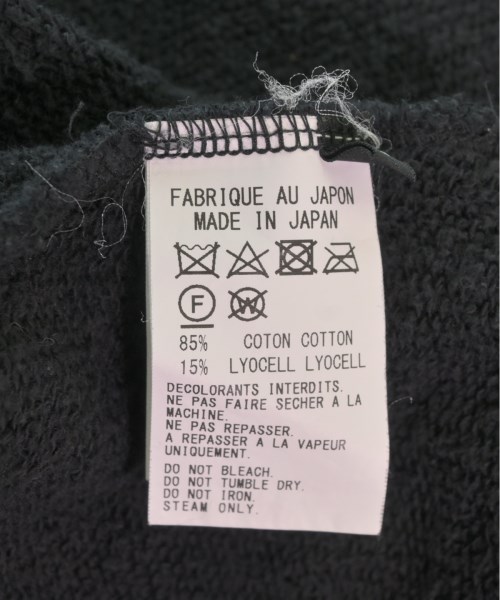 FABRIQUE AU JAPON
MADE IN JAPAN
F W
85% COTON COTTON
15% LYOCELL LYOCELL
DECOLORANTS INTERDITS.
NE PAS FAIRE SECHER A LA
MACHINE.
NE PAS REPASSER.
A REPASSER A LA VAPEUR
UNIQUEMENT.
DO NOT BLEACH.
DO NOT TUMBLE DRY.
DO NOT IRON.
STEAM ONLY.